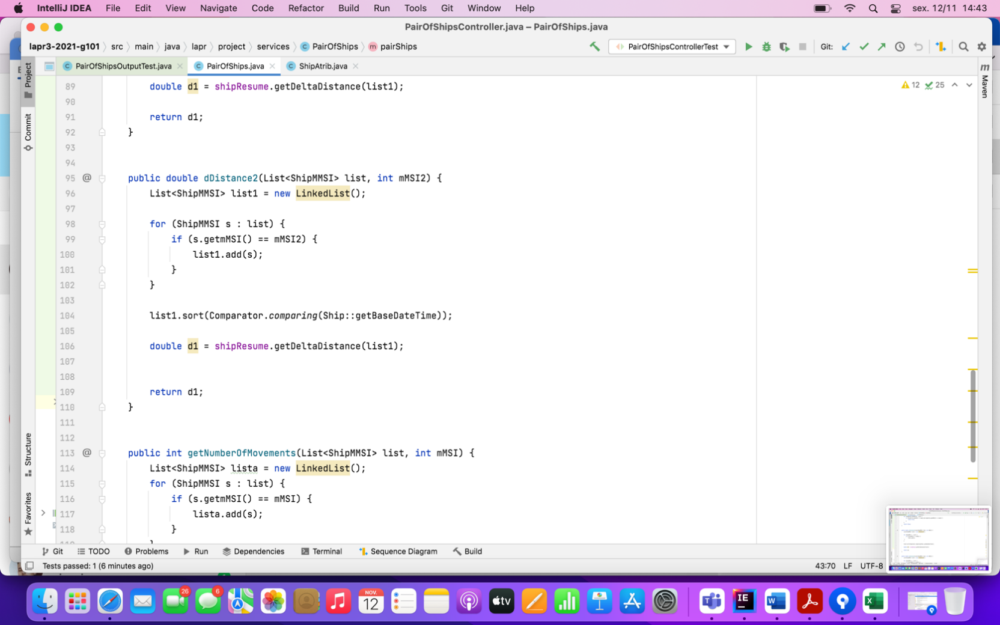 IntelliJ IDEA File Edit View Navigate Code Refactor Build Run Tools Git Window Help sex. 12/11 14:43
PairOfShipsController.java – PairOfShips.java
lapr3-2021-g101 src main java lapr project services PairOfShips pairShips PairOfShipsControllerTest Git:
PairOfShipsOutputTest.java PairOfShips.java ShipAtrib.java
Project
Commit
Structure
Favorites
Maven
12 25
89 double d1 = shipResume.getDeltaDistance(list1);
90
91 return d1;
92 }
93
94
95 @ public double dDistance2(List<ShipMMSI> list, int mMSI2) {
96 List<ShipMMSI> list1 = new LinkedList();
97
98 for (ShipMMSI s : list) {
99 if (s.getmMSI() == mMSI2) {
100 list1.add(s);
101 }
102 }
103
104 list1.sort(Comparator.comparing(Ship::getBaseDateTime));
105
106 double d1 = shipResume.getDeltaDistance(list1);
107
108
109 return d1;
110 }
111
112
113 @ public int getNumberOfMovements(List<ShipMMSI> list, int mMSI) {
114 List<ShipMMSI> lista = new LinkedList();
115 for (ShipMMSI s : list) {
116 if (s.getmMSI() == mMSI) {
117 lista.add(s);
118 }
Git TODO Problems Run Dependencies Terminal Sequence Diagram Build
Tests passed: 1 (6 minutes ago) 43:70 LF UTF-8
26 6 NOV. 12 tv IE W X